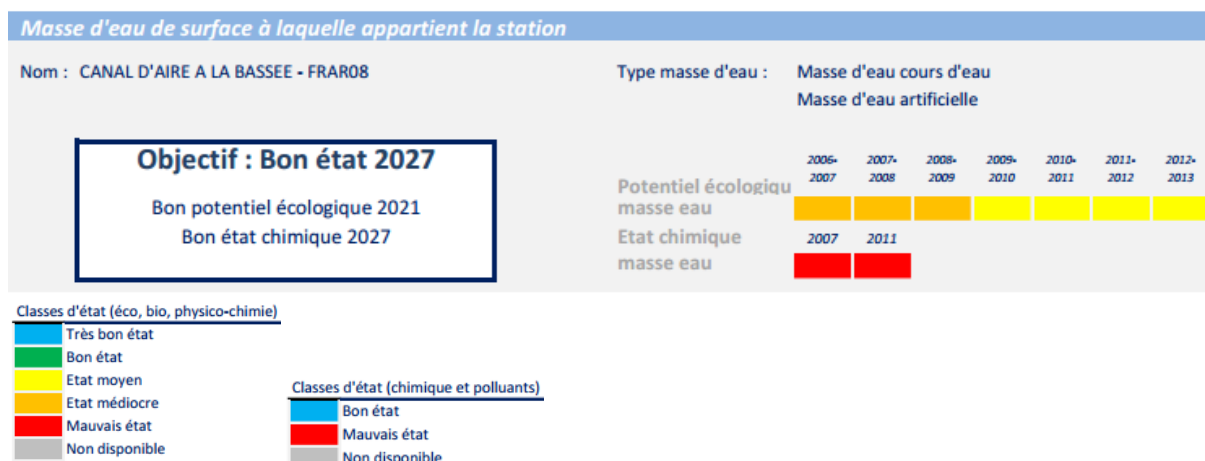 Masse d'eau de surface à laquelle appartient la station
Nom : CANAL D'AIRE A LA BASSEE - FRAR08
Type masse d'eau : Masse d'eau cours d'eau
Masse d'eau artificielle
Objectif : Bon état 2027
Bon potentiel écologique 2021
Bon état chimique 2027
2006- 2007- 2008- 2009- 2010- 2011- 2012-
2007 2008 2009 2010 2011 2012 2013
Potentiel écologiqu
masse eau
Etat chimique 2007 2011
masse eau
Classes d'état (éco, bio, physico-chimie)
Très bon état
Bon état
Etat moyen
Etat médiocre
Mauvais état
Non disponible
Classes d'état (chimique et polluants)
Bon état
Mauvais état
Non disponible